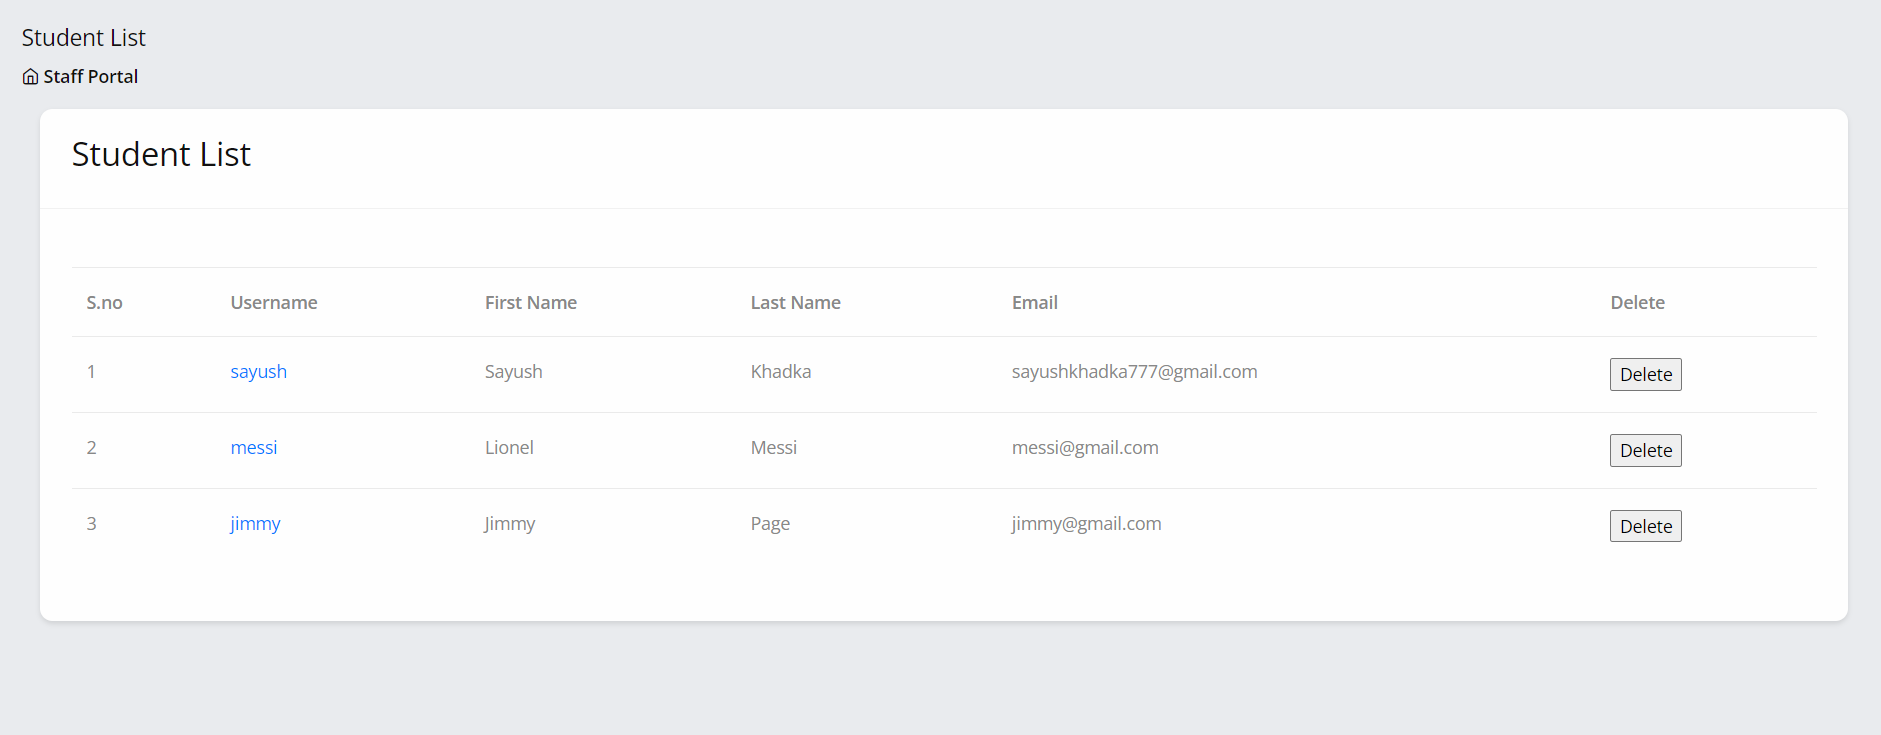 Student List
Staff Portal
Student List
S.no Username First Name Last Name Email Delete
1 sayush Sayush Khadka sayushkhadka777@gmail.com Delete
2 messi Lionel Messi messi@gmail.com Delete
3 jimmy Jimmy Page jimmy@gmail.com Delete